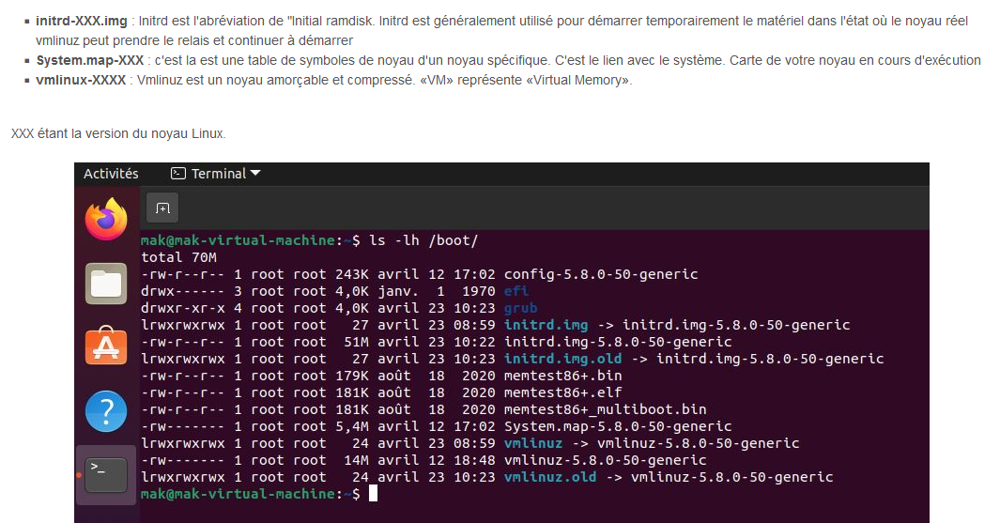 ▪ initrd-XXX.img : Initrd est l'abréviation de "Initial ramdisk. Initrd est généralement utilisé pour démarrer temporairement le matériel dans l'état où le noyau réel
vmlinuz peut prendre le relais et continuer à démarrer
▪ System.map-XXX : c'est la est une table de symboles de noyau d'un noyau spécifique. C'est le lien avec le système. Carte de votre noyau en cours d'exécution
▪ vmlinux-XXXX : Vmlinuz est un noyau amorçable et compressé. «VM» représente «Virtual Memory».
XXX étant la version du noyau Linux.
Activités Terminal
mak@mak-virtual-machine:~$ ls -lh /boot/
total 70M
-rw-r--r-- 1 root root 243K avril 12 17:02 config-5.8.0-50-generic
drwx------ 3 root root 4,0K janv.  1  1970 efi
drwxr-xr-x 4 root root 4,0K avril 23 10:23 grub
lrwxrwxrwx 1 root root   27 avril 23 08:59 initrd.img -> initrd.img-5.8.0-50-generic
-rw-r--r-- 1 root root  51M avril 23 10:22 initrd.img-5.8.0-50-generic
lrwxrwxrwx 1 root root   27 avril 23 10:23 initrd.img.old -> initrd.img-5.8.0-50-generic
-rw-r--r-- 1 root root 179K août  18  2020 memtest86+.bin
-rw-r--r-- 1 root root 181K août  18  2020 memtest86+.elf
-rw-r--r-- 1 root root 181K août  18  2020 memtest86+_multiboot.bin
-rw------- 1 root root 5,4M avril 12 17:02 System.map-5.8.0-50-generic
lrwxrwxrwx 1 root root   24 avril 23 08:59 vmlinuz -> vmlinuz-5.8.0-50-generic
-rw------- 1 root root  14M avril 12 18:48 vmlinuz-5.8.0-50-generic
lrwxrwxrwx 1 root root   24 avril 23 10:23 vmlinuz.old -> vmlinuz-5.8.0-50-generic
mak@mak-virtual-machine:~$